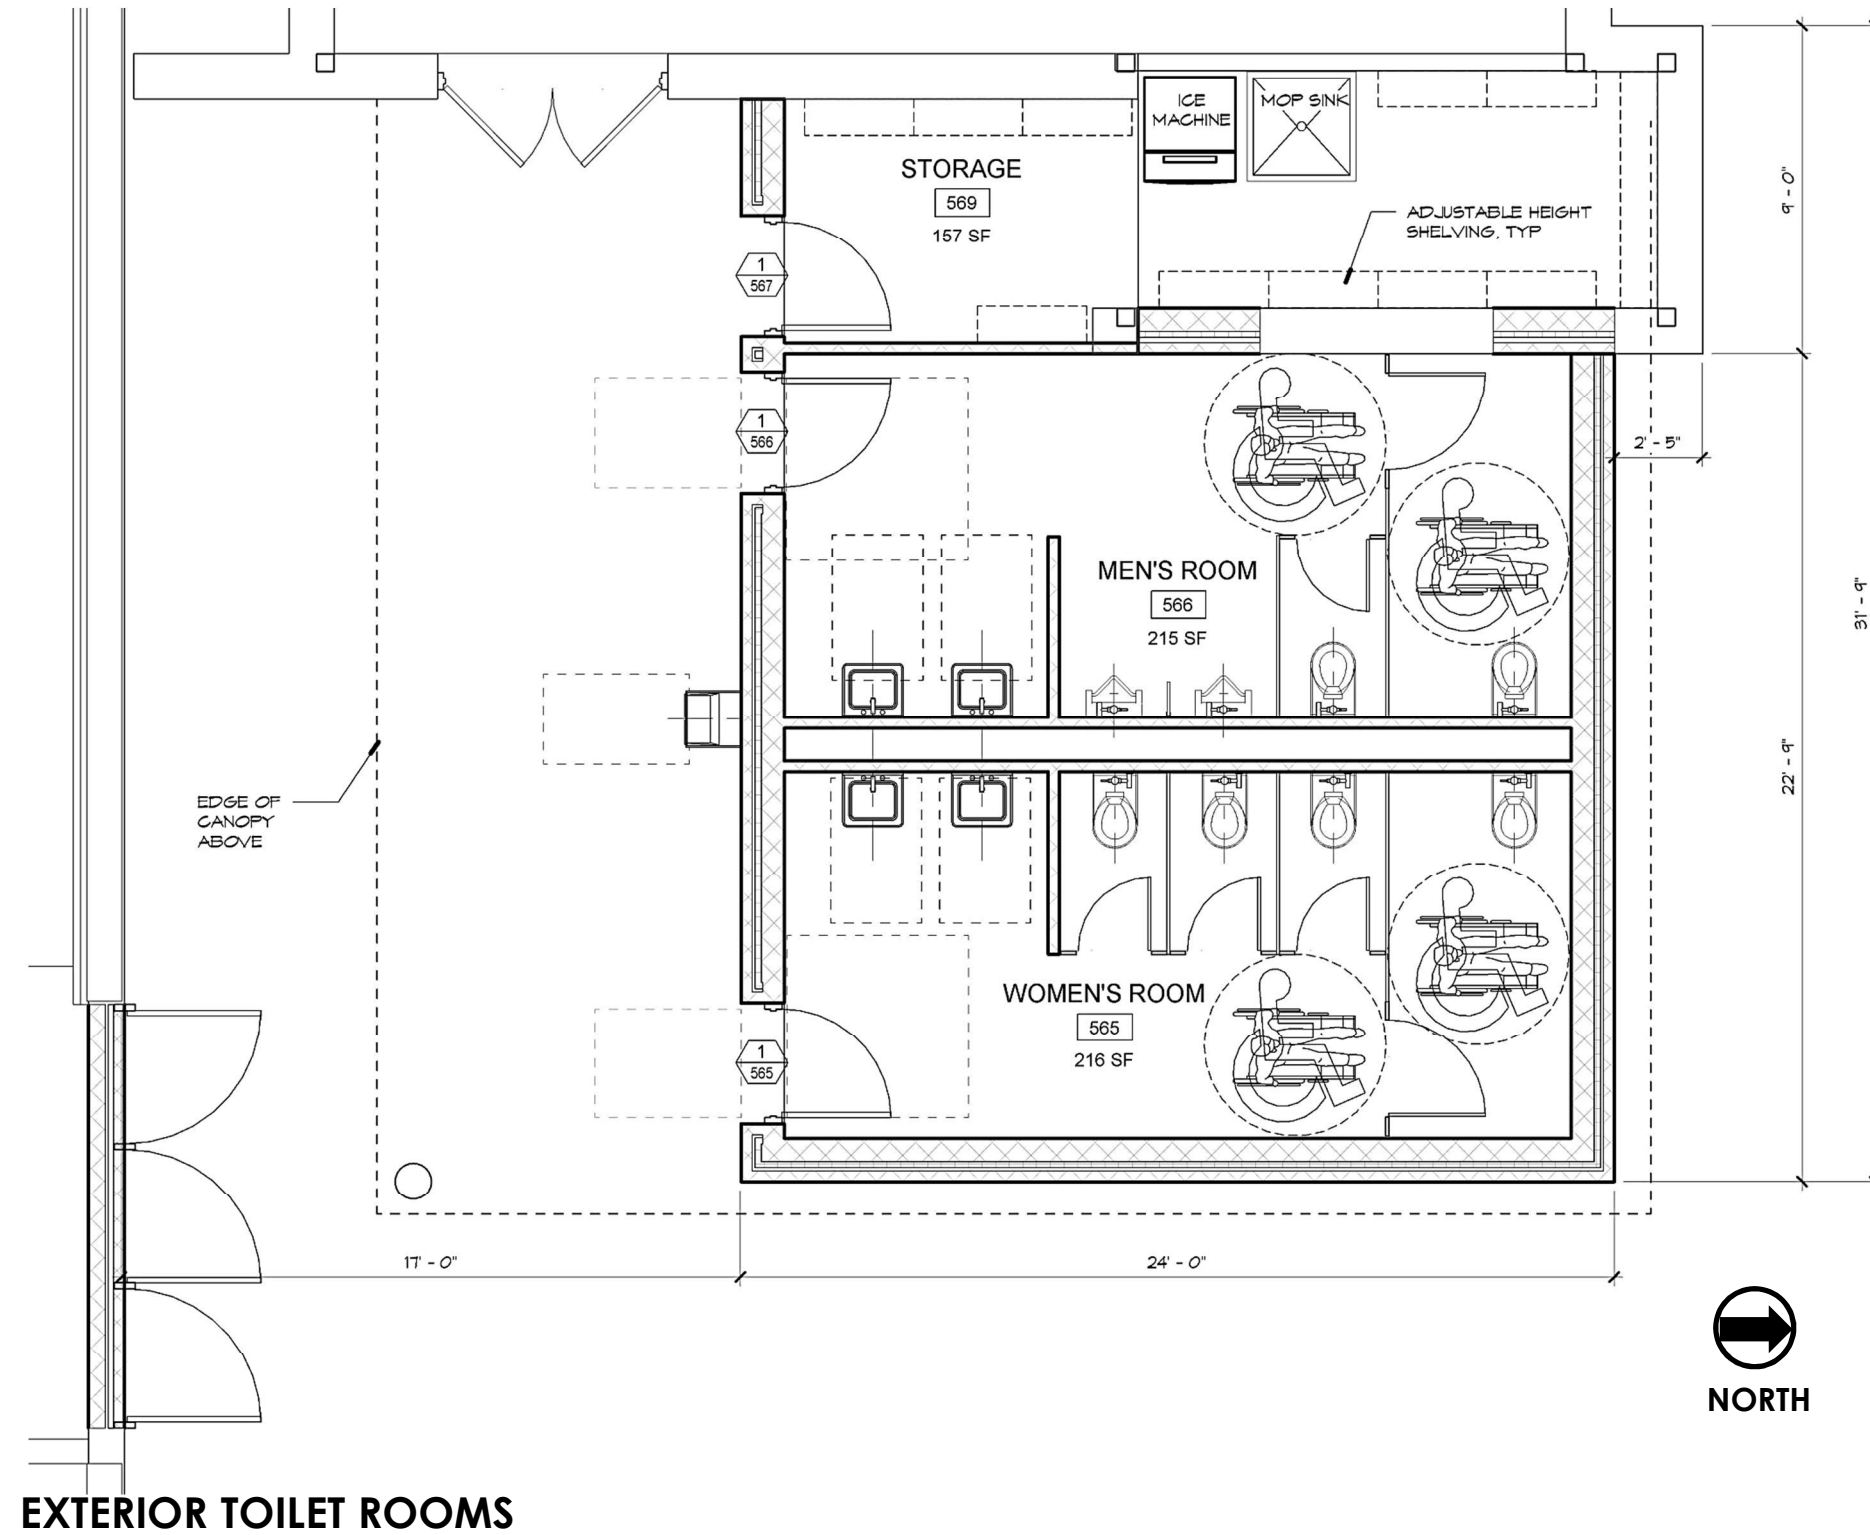 ICE
MACHINE
MOP SINK
STORAGE
569
157 SF
ADJUSTABLE HEIGHT
SHELVING, TYP
9' - 0"
1
567
1
566
2' - 5"
MEN'S ROOM
566
215 SF
31' - 9"
22' - 9"
EDGE OF
CANOPY
ABOVE
WOMEN'S ROOM
565
216 SF
1
565
17' - 0"
24' - 0"
NORTH
EXTERIOR TOILET ROOMS